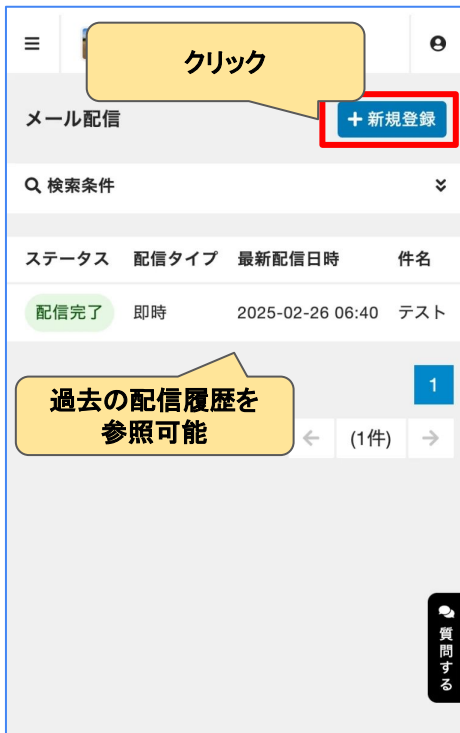 クリック
メール配信
+ 新規登録
検索条件
ステータス 配信タイプ 最新配信日時 件名
配信完了 即時 2025-02-26 06:40 テスト
過去の配信履歴を
参照可能
1
← (1件) →
質問する